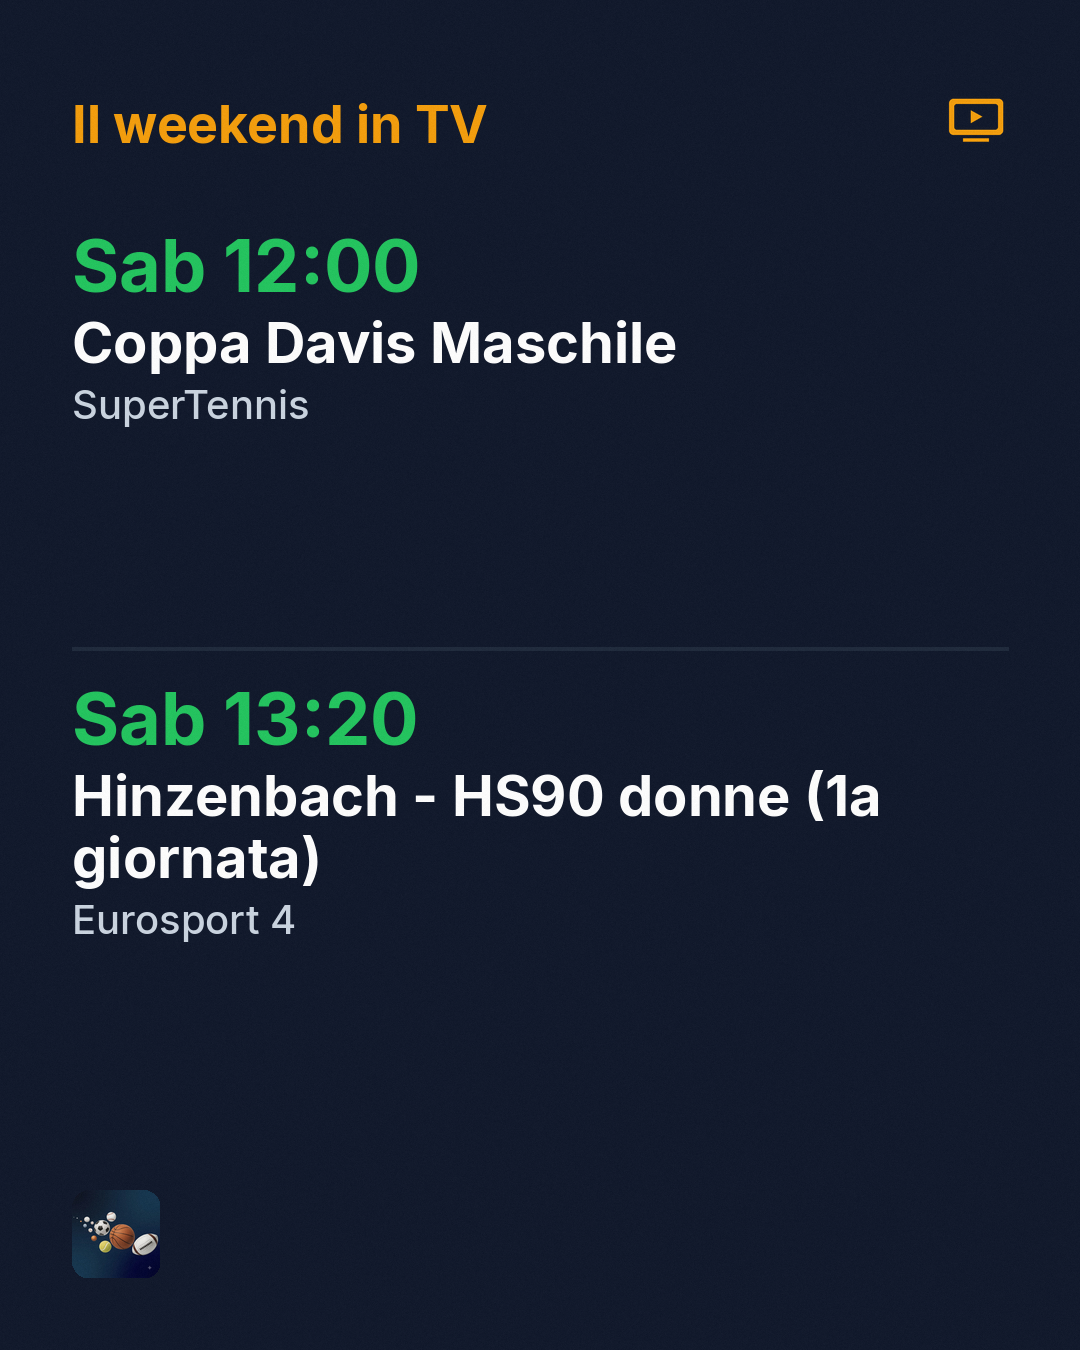 Il weekend in TV
Sab 12:00
Coppa Davis Maschile
SuperTennis
Sab 13:20
Hinzenbach - HS90 donne (1a
giornata)
Eurosport 4